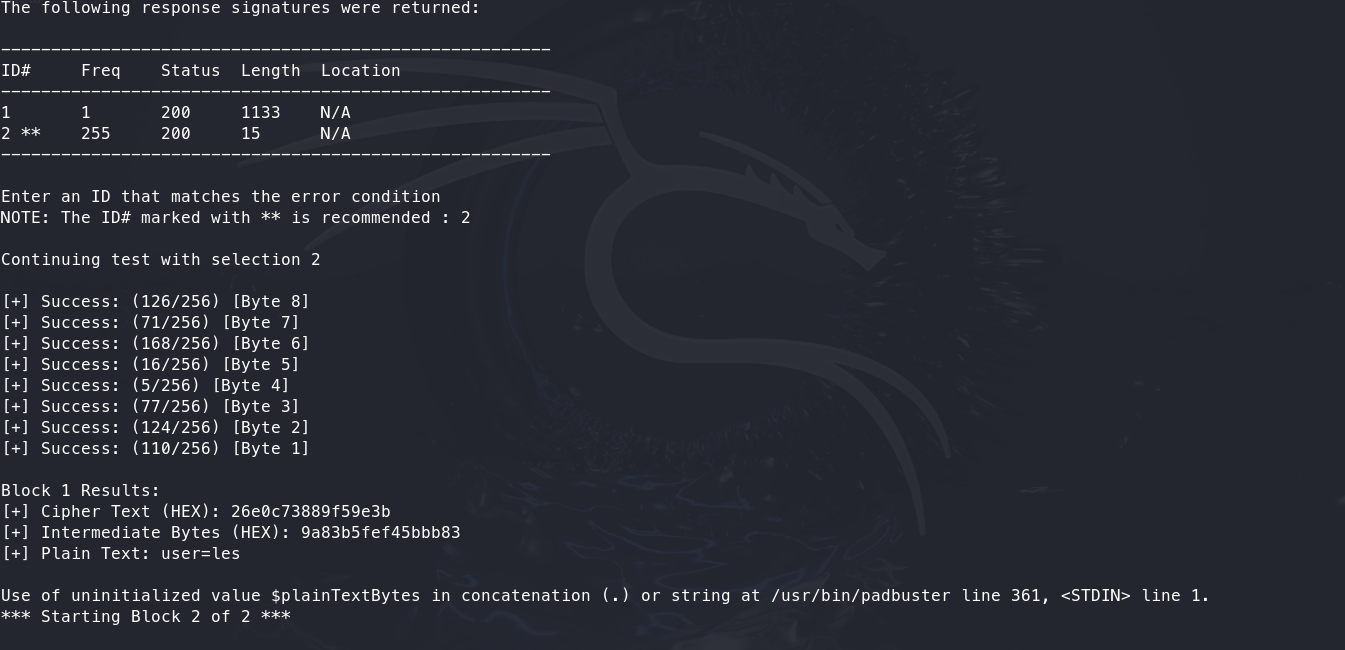 The following response signatures were returned:
-------------------------------------------------------
ID#     Freq    Status  Length  Location
-------------------------------------------------------
1       1       200     1133    N/A
2 **    255     200     15      N/A
-------------------------------------------------------
Enter an ID that matches the error condition
NOTE: The ID# marked with ** is recommended : 2
Continuing test with selection 2
[+] Success: (126/256) [Byte 8]
[+] Success: (71/256) [Byte 7]
[+] Success: (168/256) [Byte 6]
[+] Success: (16/256) [Byte 5]
[+] Success: (5/256) [Byte 4]
[+] Success: (77/256) [Byte 3]
[+] Success: (124/256) [Byte 2]
[+] Success: (110/256) [Byte 1]
Block 1 Results:
[+] Cipher Text (HEX): 26e0c73889f59e3b
[+] Intermediate Bytes (HEX): 9a83b5fef45bbb83
[+] Plain Text: user=les
Use of uninitialized value $plainTextBytes in concatenation (.) or string at /usr/bin/padbuster line 361, <STDIN> line 1.
*** Starting Block 2 of 2 ***